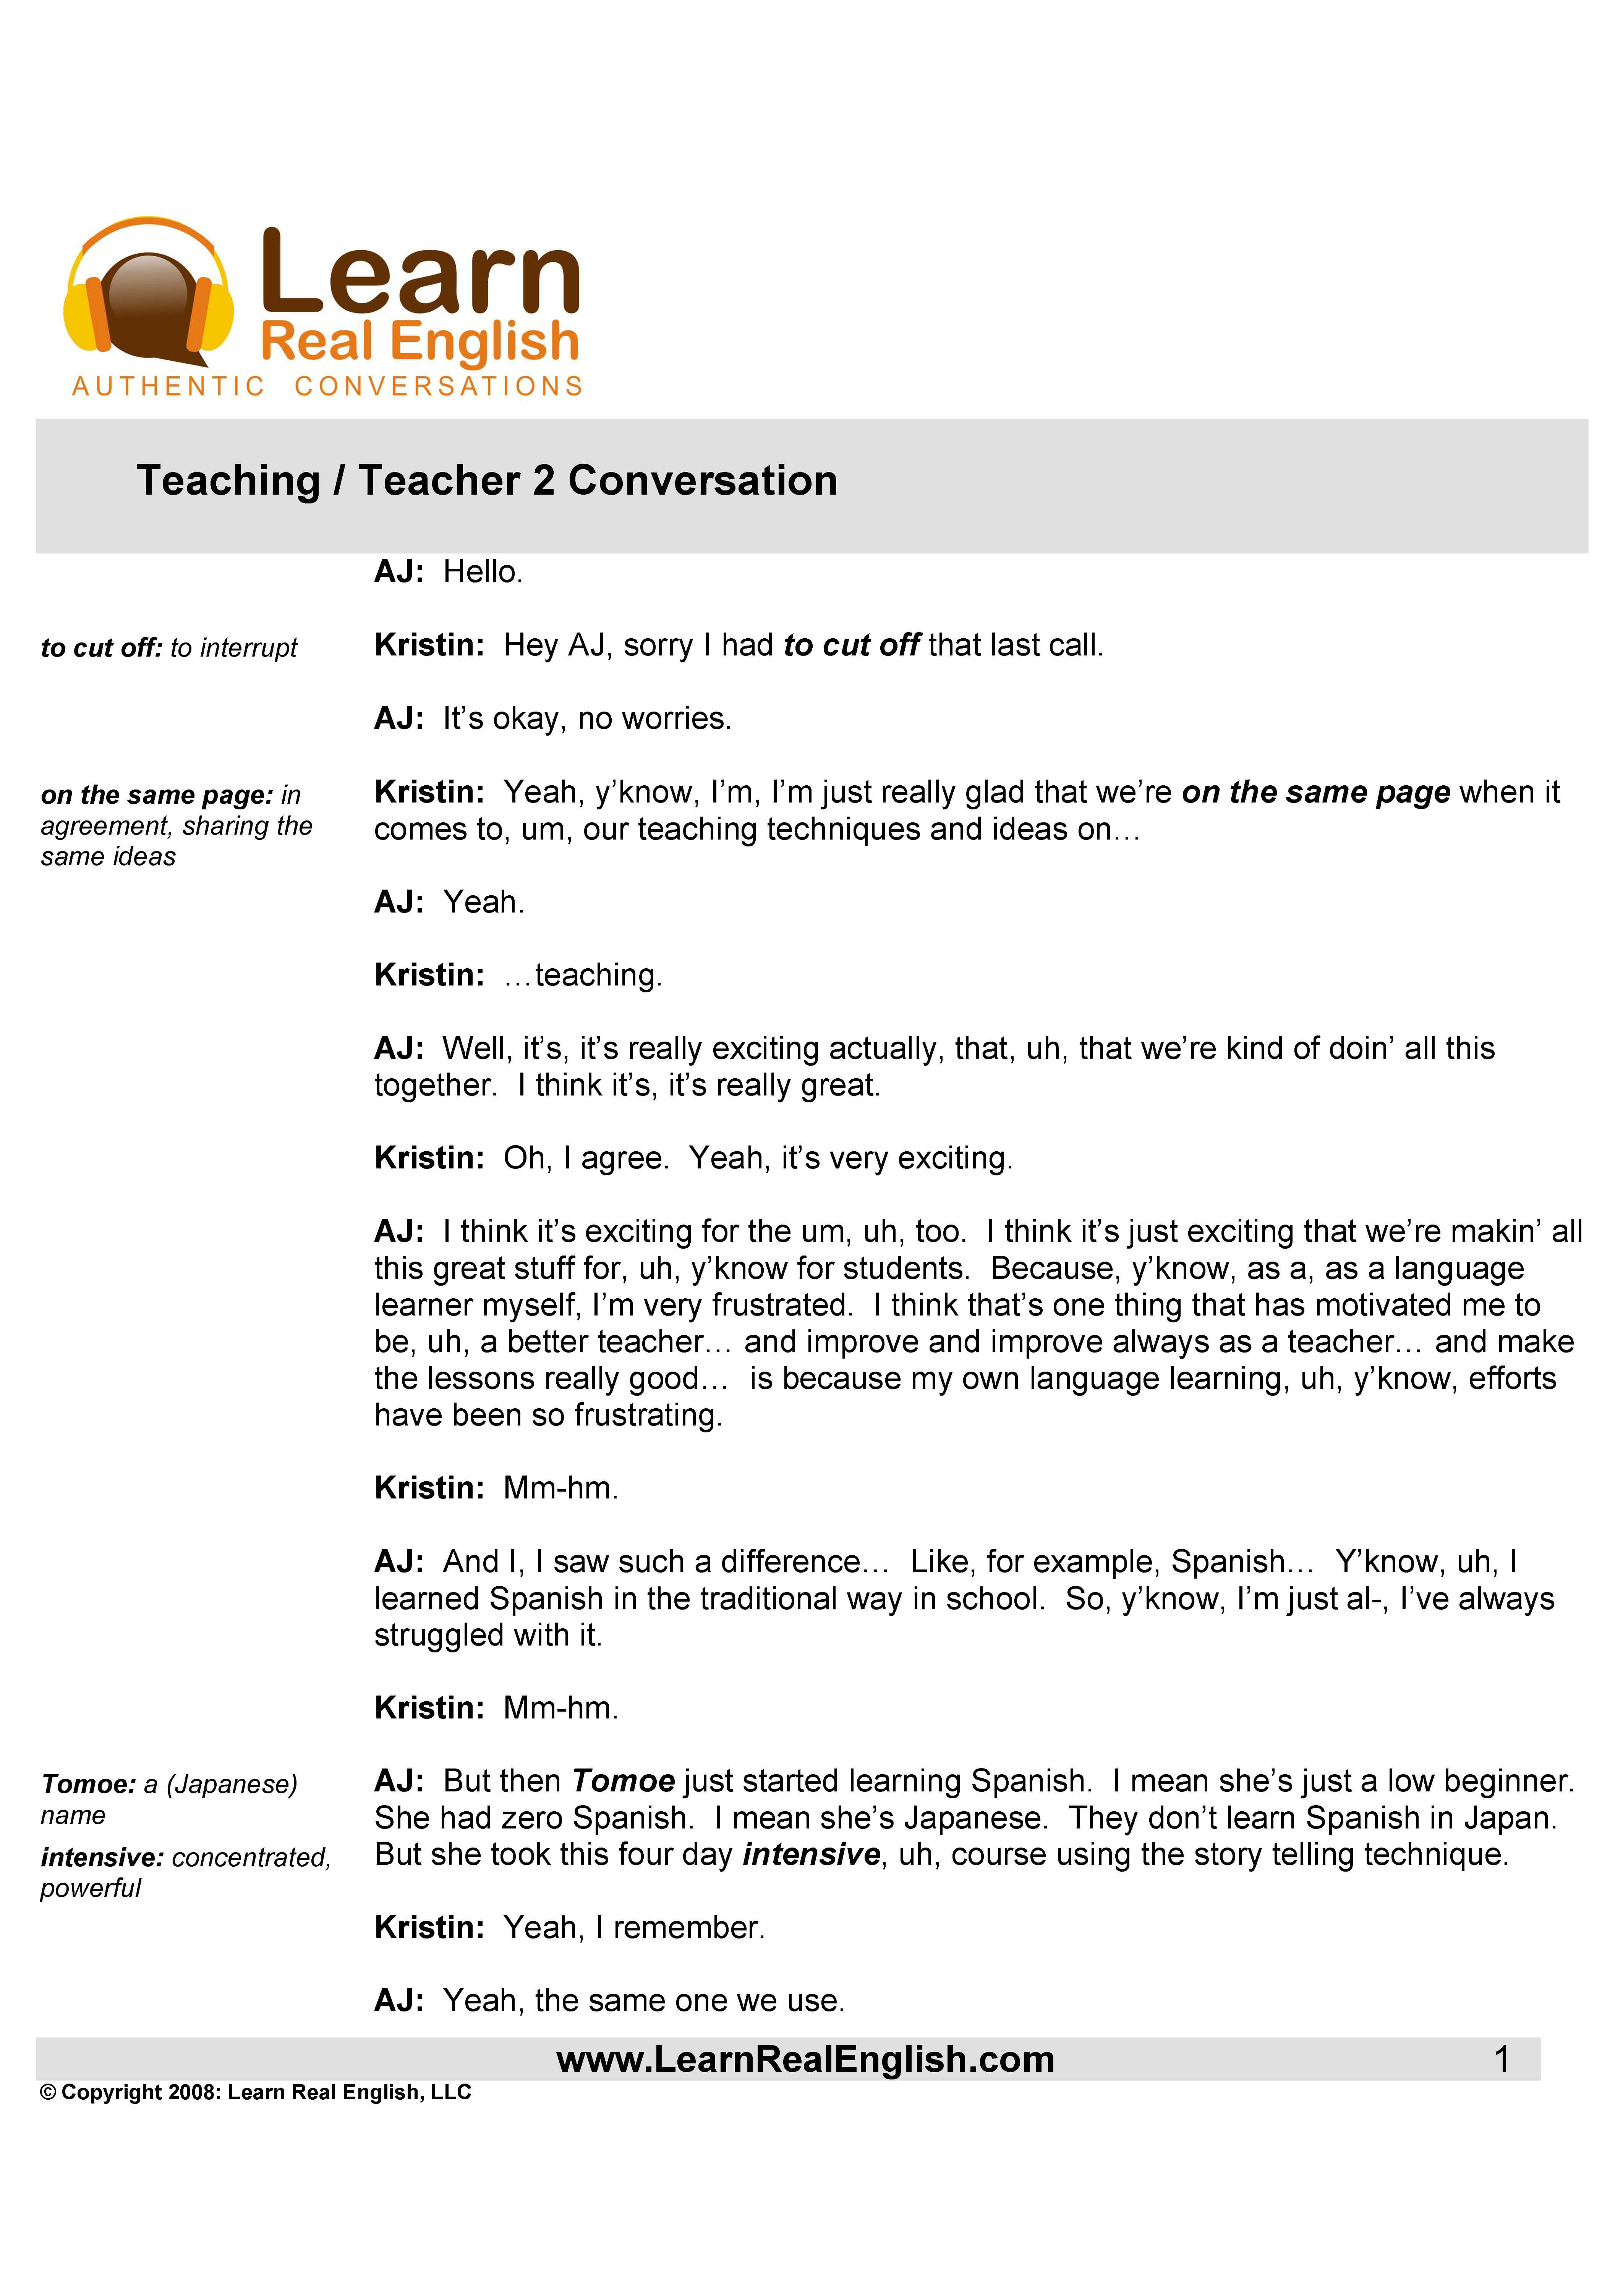 Learn
Real English
AUTHENTIC CONVERSATIONS
Teaching / Teacher 2 Conversation
AJ: Hello.
to cut off: to interrupt
Kristin: Hey AJ, sorry I had to cut off that last call.
AJ: It’s okay, no worries.
on the same page: in
agreement, sharing the
same ideas
Kristin: Yeah, y’know, I’m, I’m just really glad that we’re on the same page when it
comes to, um, our teaching techniques and ideas on…
AJ: Yeah.
Kristin: …teaching.
AJ: Well, it’s, it’s really exciting actually, that, uh, that we’re kind of doin’ all this
together. I think it’s, it’s really great.
Kristin: Oh, I agree. Yeah, it’s very exciting.
AJ: I think it’s exciting for the um, uh, too. I think it’s just exciting that we’re makin’ all
this great stuff for, uh, y’know for students. Because, y’know, as a, as a language
learner myself, I’m very frustrated. I think that’s one thing that has motivated me to
be, uh, a better teacher… and improve and improve always as a teacher… and make
the lessons really good… is because my own language learning, uh, y’know, efforts
have been so frustrating.
Kristin: Mm-hm.
AJ: And I, I saw such a difference… Like, for example, Spanish… Y’know, uh, I
learned Spanish in the traditional way in school. So, y’know, I’m just al-, I’ve always
struggled with it.
Kristin: Mm-hm.
Tomoe: a (Japanese)
name
intensive: concentrated,
powerful
AJ: But then Tomoe just started learning Spanish. I mean she’s just a low beginner.
She had zero Spanish. I mean she’s Japanese. They don’t learn Spanish in Japan.
But she took this four day intensive, uh, course using the story telling technique.
Kristin: Yeah, I remember.
AJ: Yeah, the same one we use.
www.LearnRealEnglish.com 1
© Copyright 2008: Learn Real English, LLC